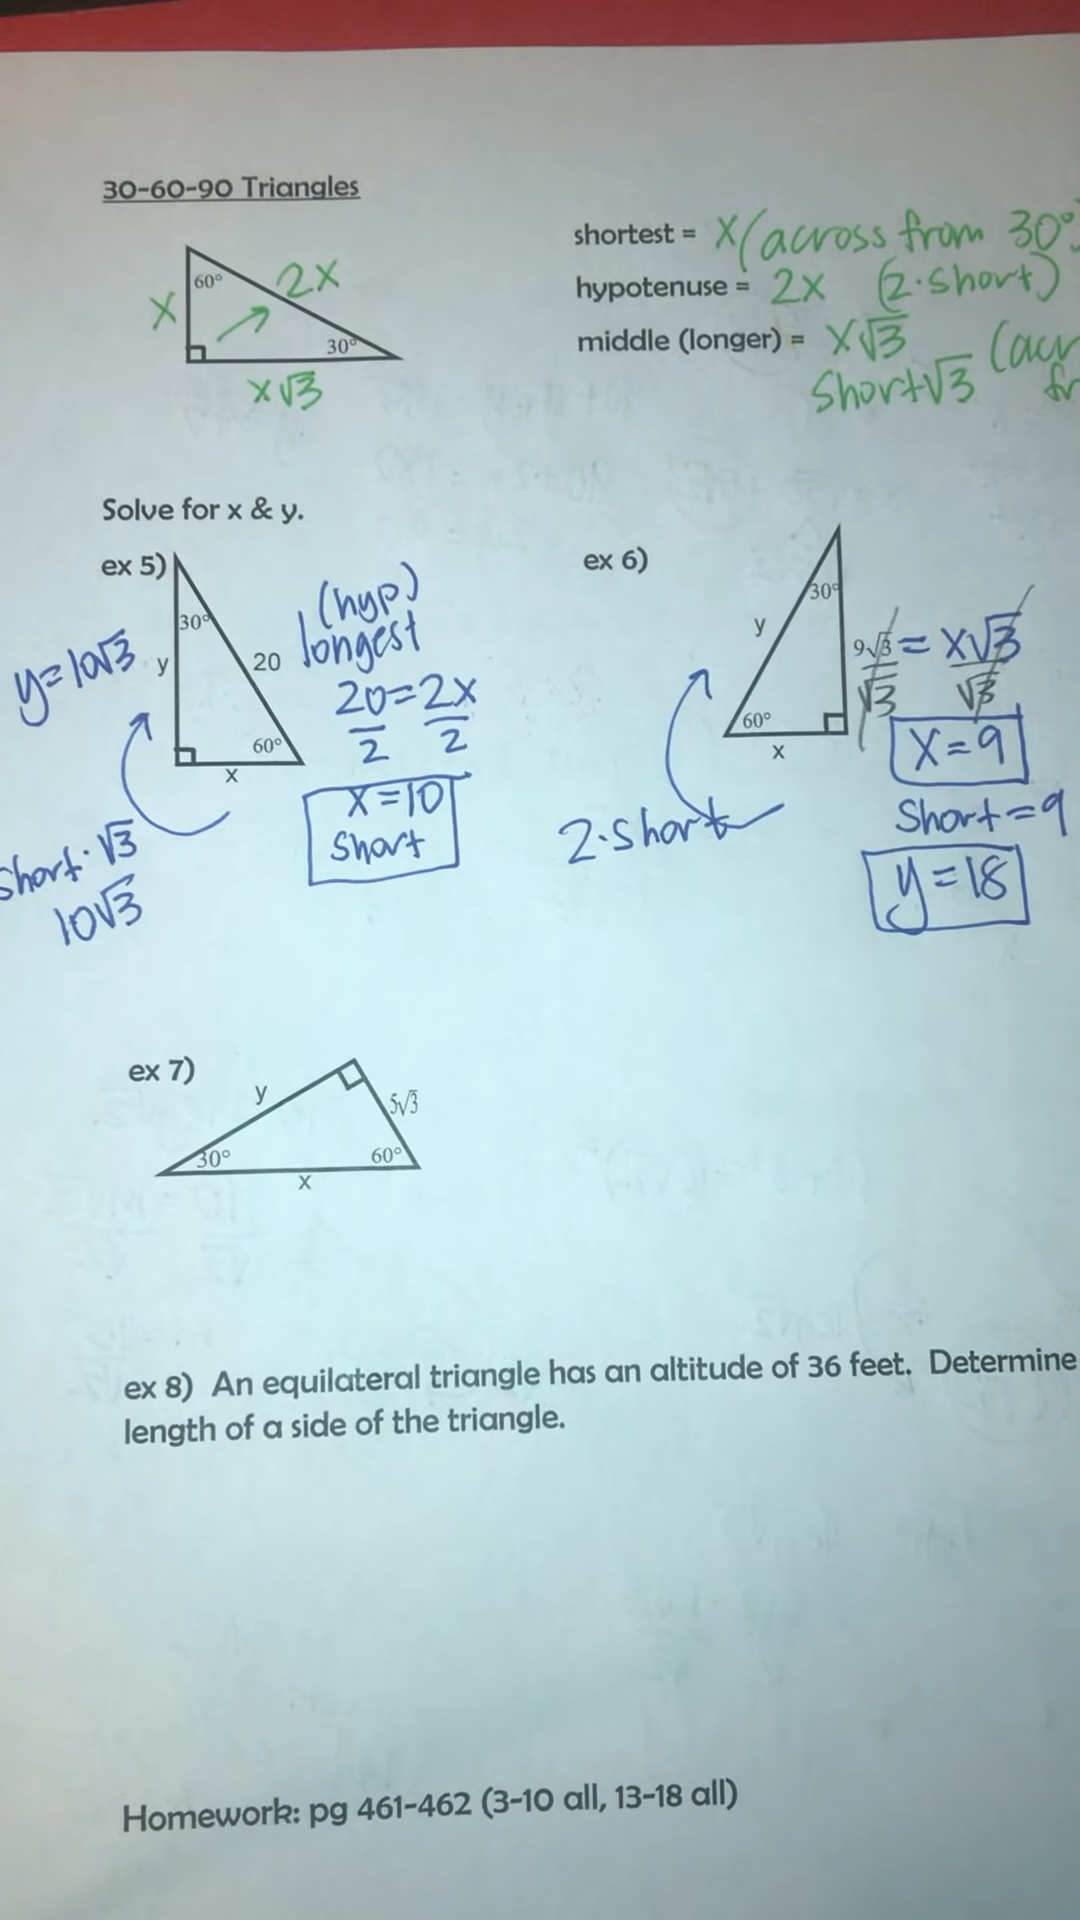 30-60-90 Triangles
60° 2x
x
30°
x√3
shortest = x (across from 30°)
hypotenuse = 2x (2·short)
middle (longer) = x√3
short√3
Solve for x & y.
ex 5)
30°
y=10√3 y 20
60°
x
(hyp)
longest
20=2x
2 2
x=10
short
short·√3
10√3
ex 6)
30°
y 9√3 = x√3
√3 √3
60°
x
x=9
2·short
short=9
y=18
ex 7)
y 5√3
30° 60°
x
ex 8) An equilateral triangle has an altitude of 36 feet. Determine
length of a side of the triangle.
Homework: pg 461-462 (3-10 all, 13-18 all)